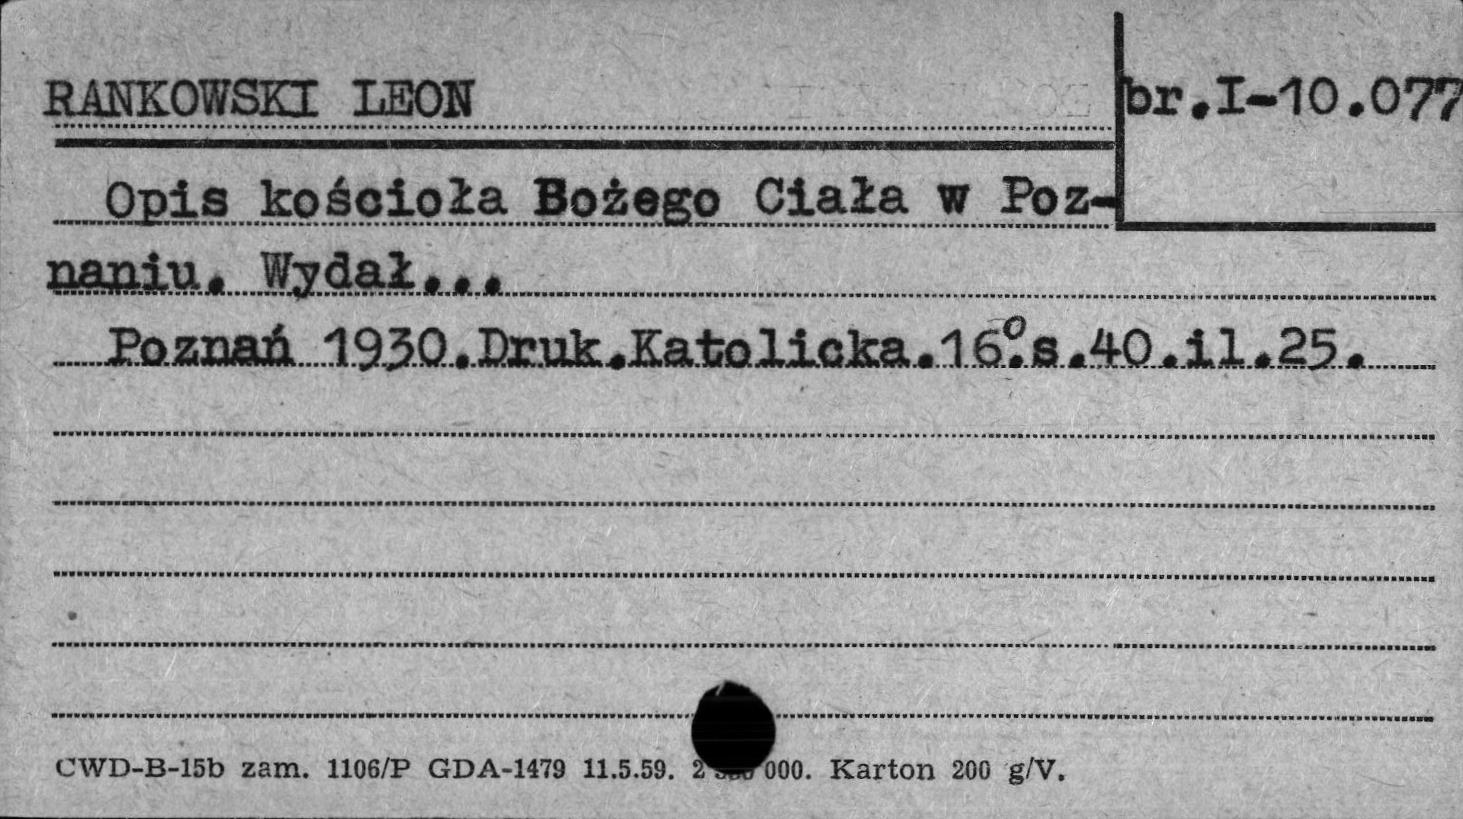 RANKOWSKI LEON
br.I-10.077
Opis kościoła Bożego Ciała w Poz-
naniu. Wydał...
Poznań 1930.Druk.Katolicka.16°.s.40.il.25.
CWD-B-15b zam. 1106/P GDA-1479 11.5.59. 2 000. Karton 200 g/V.